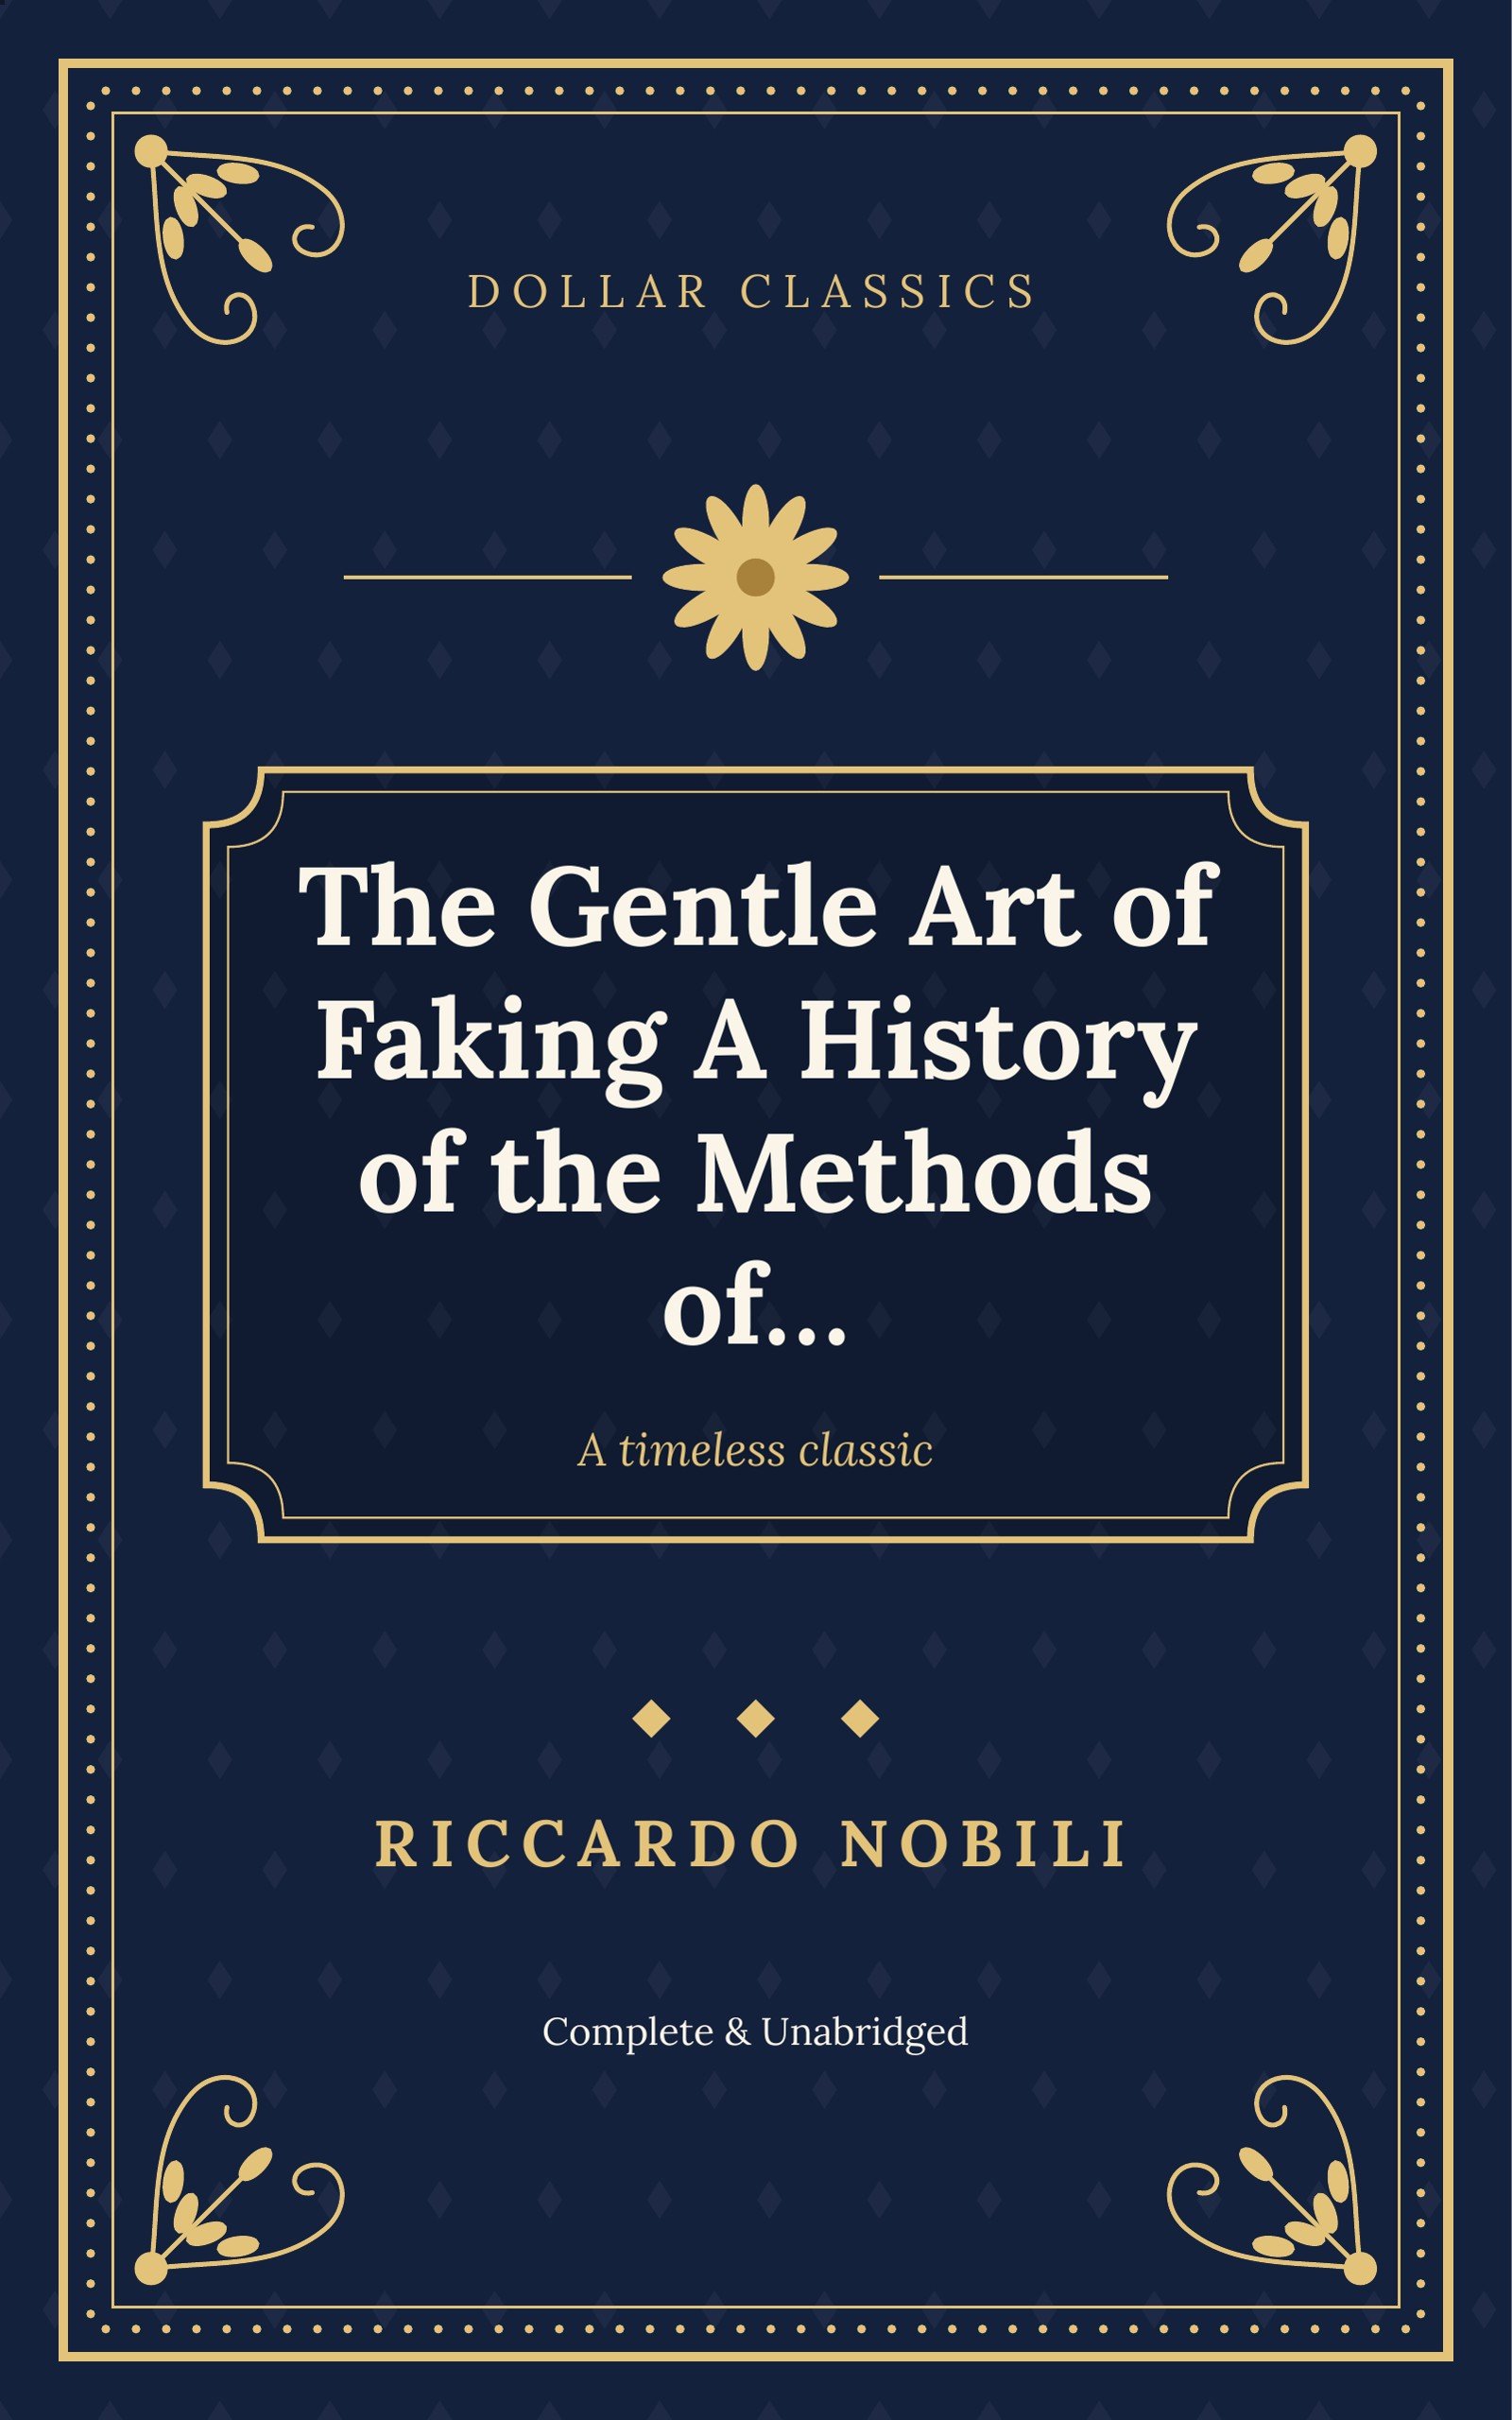 DOLLAR CLASSICS
The Gentle Art of
Faking A History
of the Methods
of...
A timeless classic
RICCARDO NOBILI
Complete & Unabridged